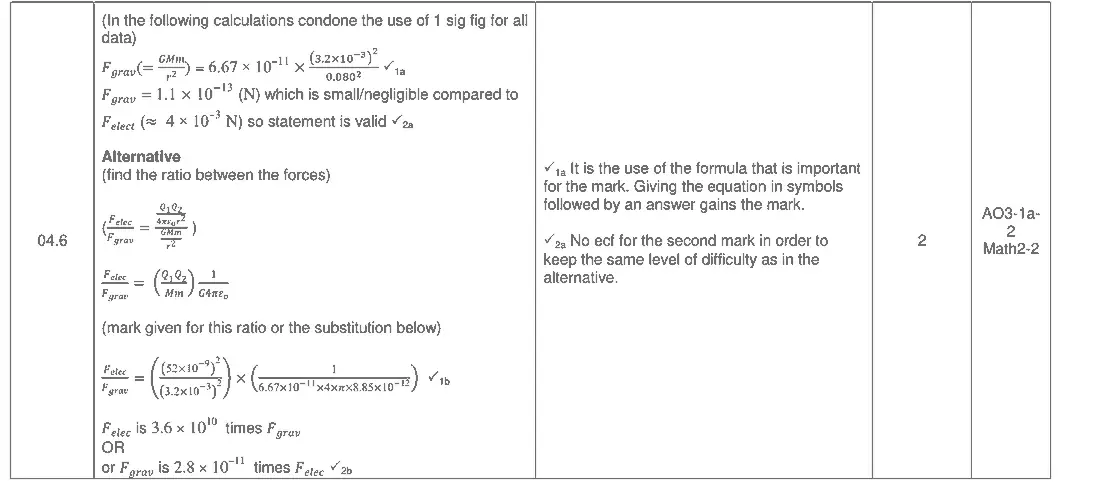 04.6
(In the following calculations condone the use of 1 sig fig for all
data)
F_grav(= GMm/r²) = 6.67 × 10⁻¹¹ × (3.2×10⁻³)²/0.080² ✓1a
F_grav = 1.1 × 10⁻¹³ (N) which is small/negligible compared to
F_elect (≈ 4 × 10⁻³ N) so statement is valid ✓2a
Alternative
(find the ratio between the forces)
(F_elec/F_grav = (Q₁Q₂/4πε₀r²)/(GMm/r²))
F_elec/F_grav = (Q₁Q₂/Mm) 1/G4πε₀
(mark given for this ratio or the substitution below)
F_elec/F_grav = ((52×10⁻⁹)²/(3.2×10⁻³)²) × (1/6.67×10⁻¹¹×4×π×8.85×10⁻¹²) ✓1b
F_elec is 3.6 × 10¹⁰ times F_grav
OR
or F_grav is 2.8 × 10⁻¹¹ times F_elec ✓2b
✓1a It is the use of the formula that is important
for the mark. Giving the equation in symbols
followed by an answer gains the mark.
✓2a No ecf for the second mark in order to
keep the same level of difficulty as in the
alternative.
2
AO3-1a-
2
Math2-2